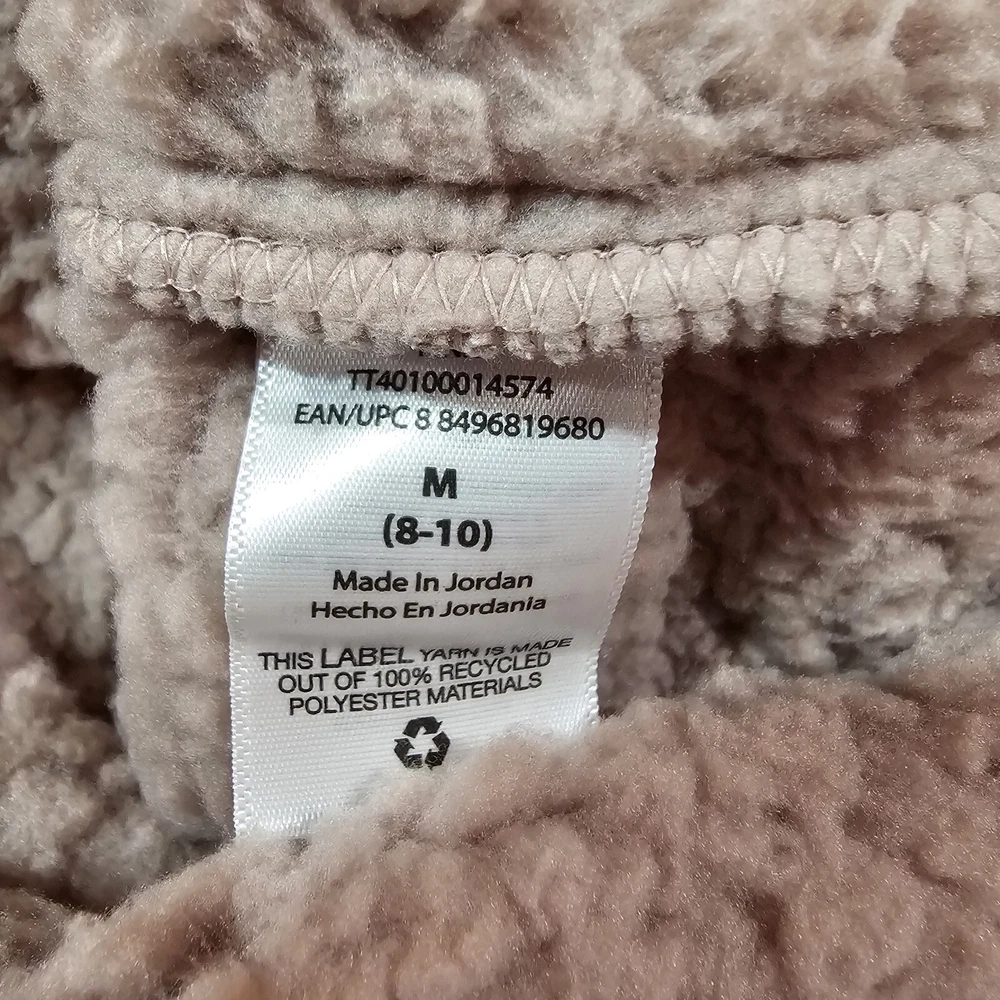 TT40100014574
EAN/UPC 8 8496819680
M
(8-10)
Made In Jordan
Hecho En Jordania
THIS LABEL YARN IS MADE
OUT OF 100% RECYCLED
POLYESTER MATERIALS